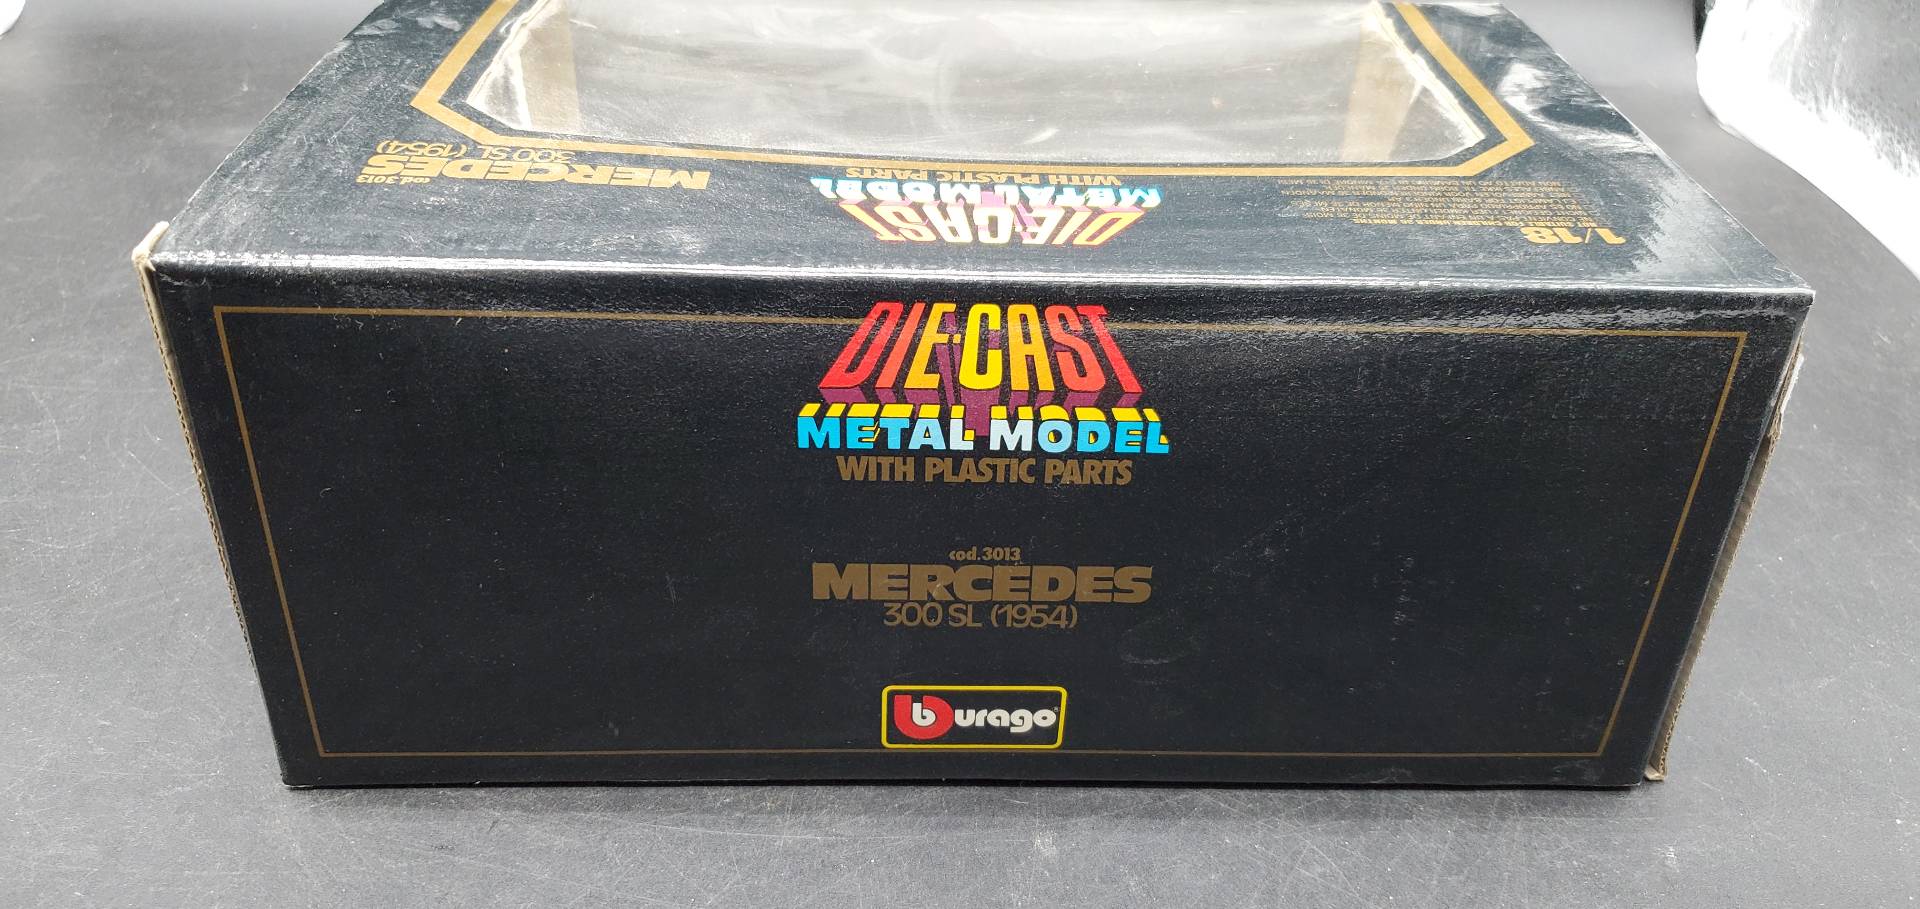 cod.3013
MERCEDES
300 SL (1954)
DIE-CAST
METAL MODEL
WITH PLASTIC PARTS
1/18
DIE-CAST
METAL MODEL
WITH PLASTIC PARTS
cod.3013
MERCEDES
300 SL (1954)
burago